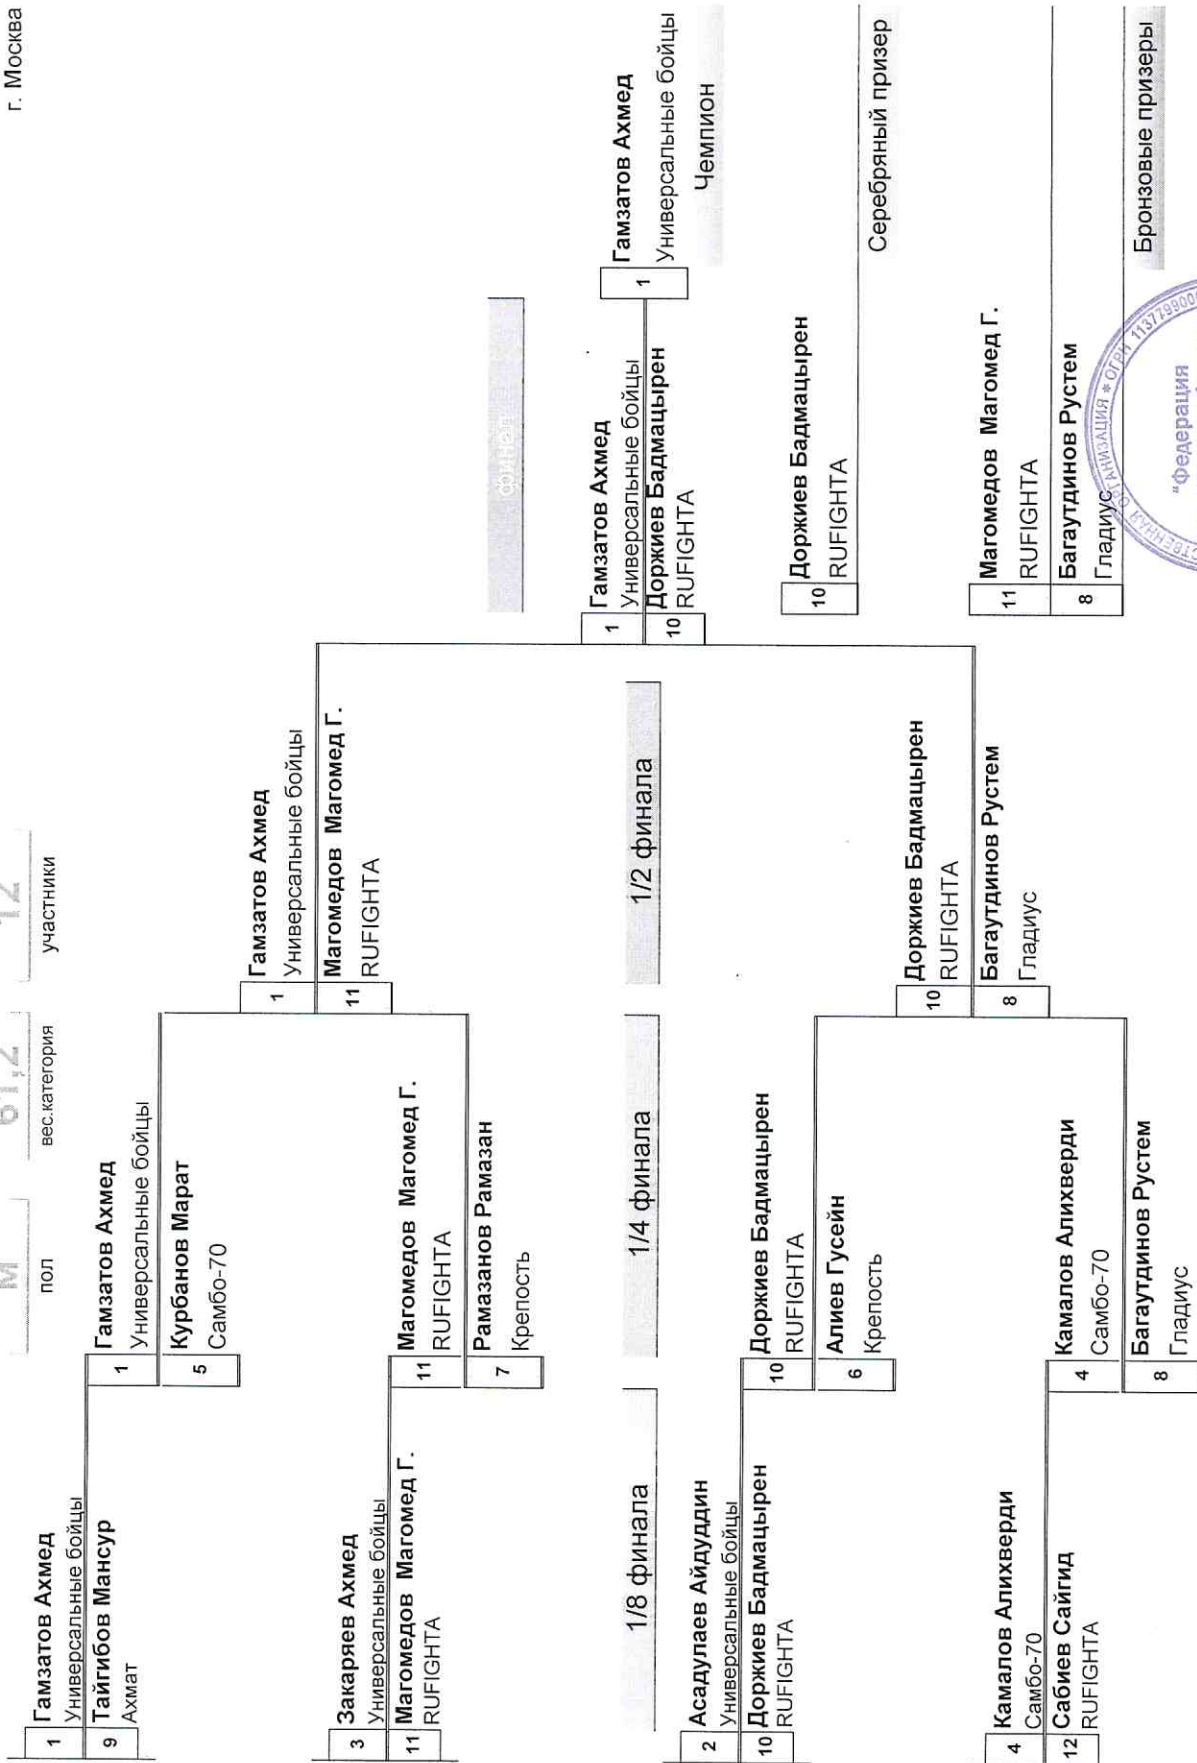 г. Москва
М
61,2
12
пол
вес.категория
участники
1
Гамзатов Ахмед
Универсальные бойцы
9
Тайгибов Мансур
Ахмат
1
Гамзатов Ахмед
Универсальные бойцы
5
Курбанов Марат
Самбо-70
3
Закаряев Ахмед
Универсальные бойцы
11
Магомедов Магомед Г.
RUFIGHTA
11
Магомедов Магомед Г.
RUFIGHTA
7
Рамазанов Рамазан
Крепость
1
Гамзатов Ахмед
Универсальные бойцы
11
Магомедов Магомед Г.
RUFIGHTA
финал
1/8 финала
1/4 финала
1/2 финала
1
Гамзатов Ахмед
Универсальные бойцы
10
Доржиев Бадмацырен
RUFIGHTA
1
Гамзатов Ахмед
Универсальные бойцы
Чемпион
2
Асадулаев Айдуддин
Универсальные бойцы
10
Доржиев Бадмацырен
RUFIGHTA
10
Доржиев Бадмацырен
RUFIGHTA
6
Алиев Гусейн
Крепость
10
Доржиев Бадмацырен
RUFIGHTA
8
Багаутдинов Рустем
Гладиус
10
Доржиев Бадмацырен
RUFIGHTA
Серебряный призер
4
Камалов Алихверди
Самбо-70
12
Сабиев Сайгид
RUFIGHTA
4
Камалов Алихверди
Самбо-70
8
Багаутдинов Рустем
Гладиус
11
Магомедов Магомед Г.
RUFIGHTA
8
Багаутдинов Рустем
Гладиус
Бронзовые призеры
ОРГАНИЗАЦИЯ * ОГРН
"Федерация